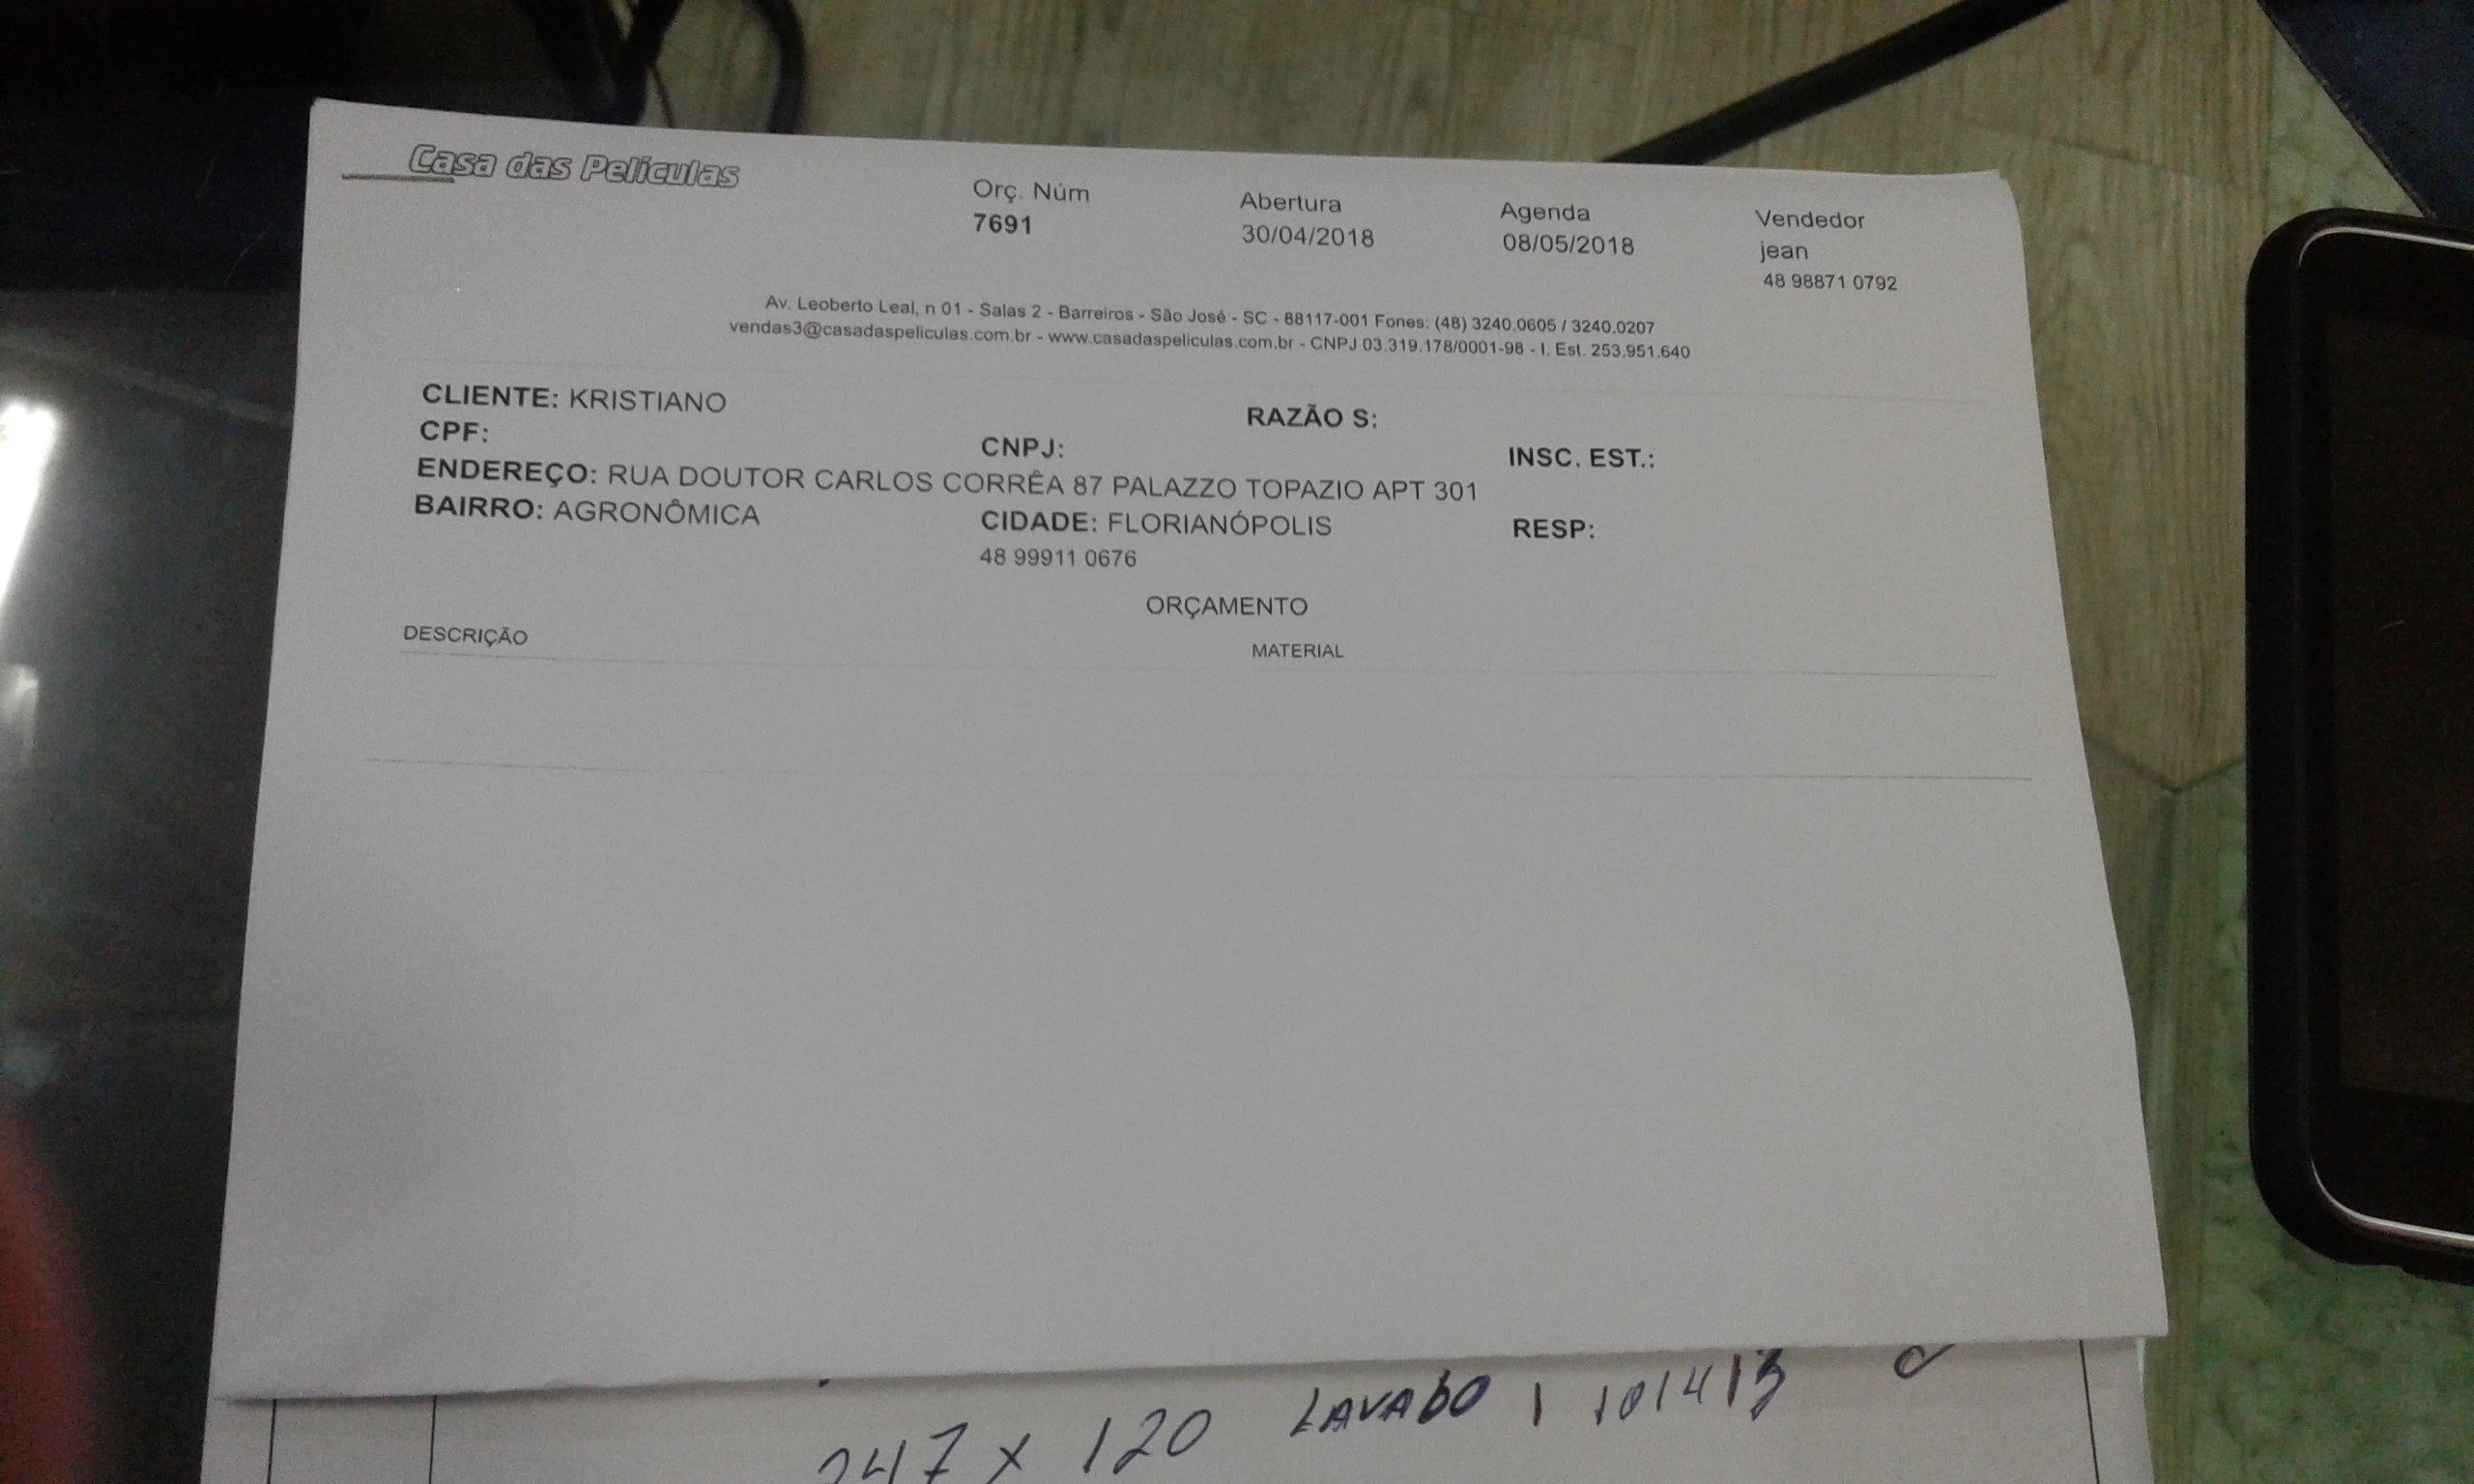 Casa das Películas
Orç. Núm Abertura Agenda Vendedor
7691 30/04/2018 08/05/2018 jean
48 98871 0792
Av. Leoberto Leal, n 01 - Salas 2 - Barreiros - São José - SC - 88117-001 Fones: (48) 3240.0605 / 3240.0207
vendas3@casadaspeliculas.com.br - www.casadaspeliculas.com.br - CNPJ 03.319.178/0001-98 - I. Est. 253.951.640
CLIENTE: KRISTIANO RAZÃO S:
CPF: CNPJ: INSC. EST.:
ENDEREÇO: RUA DOUTOR CARLOS CORRÊA 87 PALAZZO TOPAZIO APT 301
BAIRRO: AGRONÔMICA CIDADE: FLORIANÓPOLIS RESP:
48 99911 0676
ORÇAMENTO
DESCRIÇÃO MATERIAL
247 x 120 LAVABO